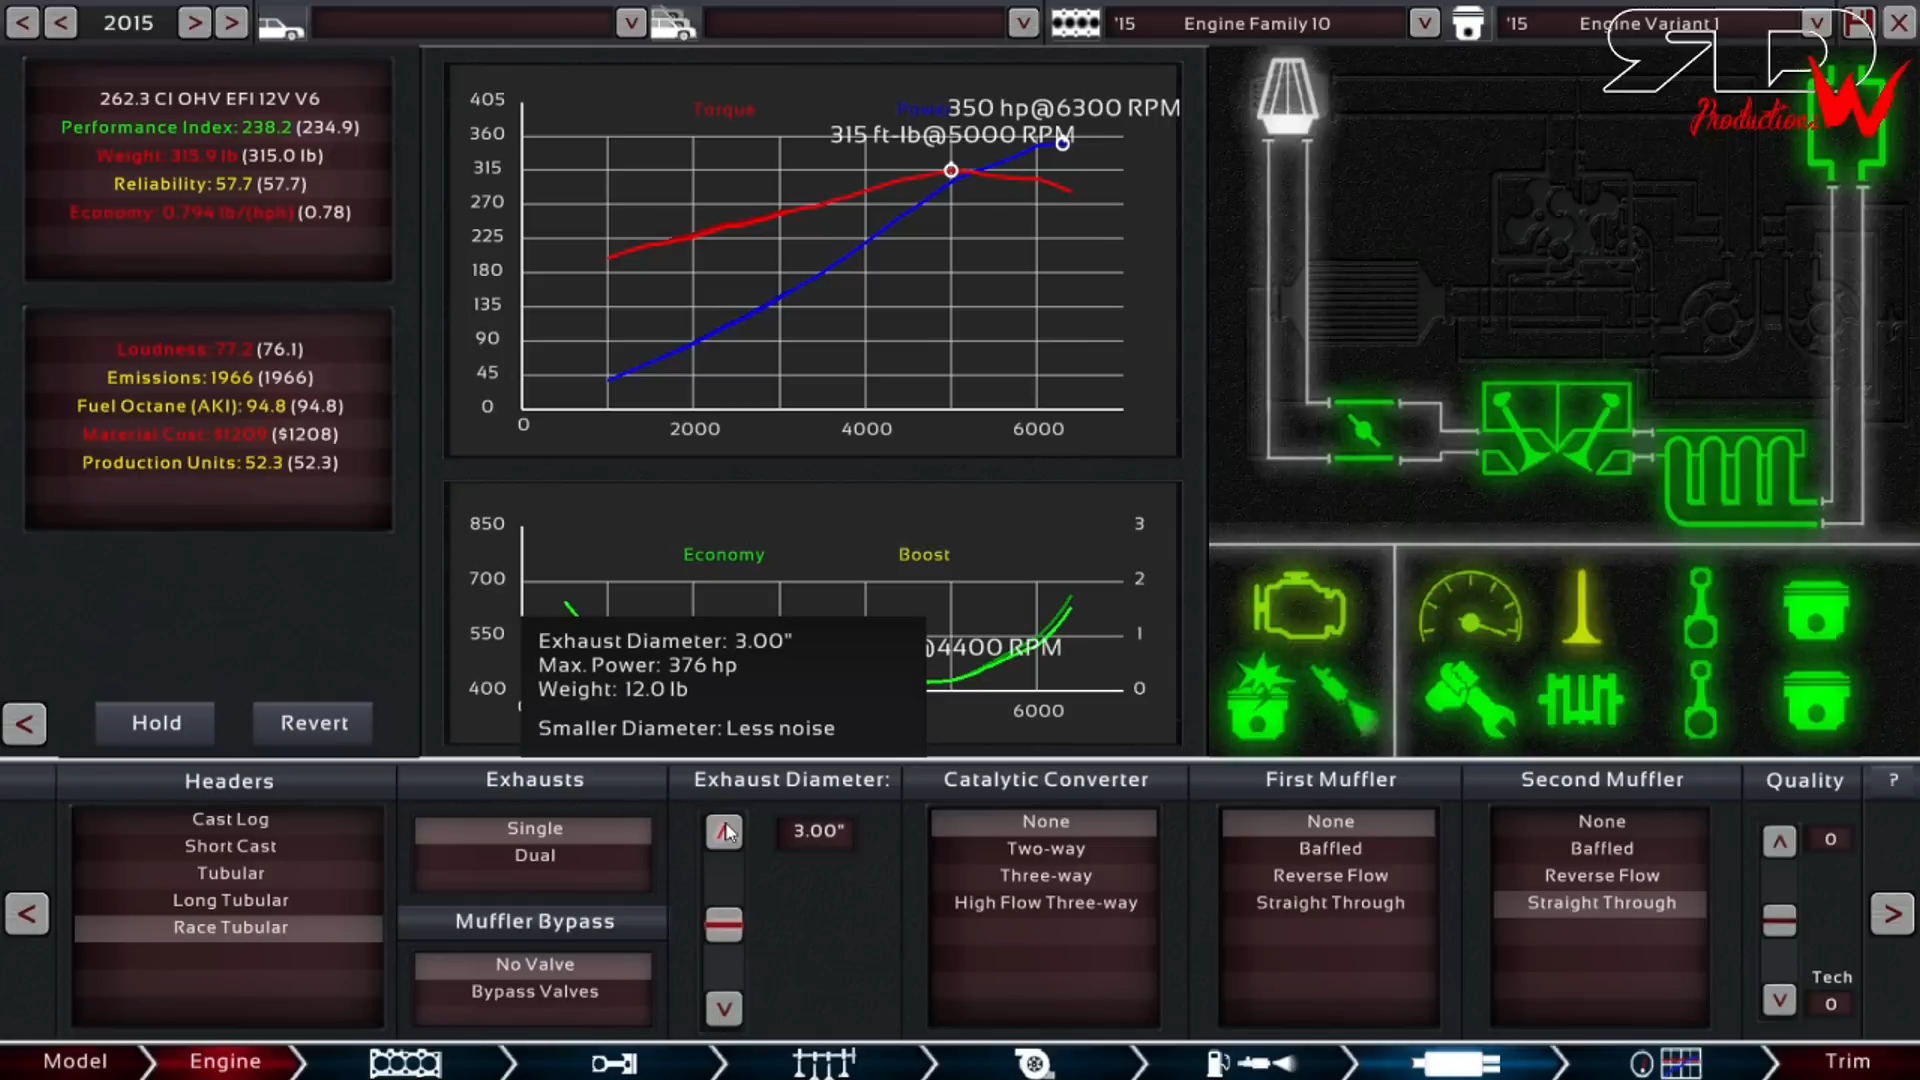 2015
'15 Engine Family 10
'15 Engine Variant 1
Productions
262.3 CI OHV EFI 12V V6
Performance Index: 238.2 (234.9)
Weight: 315.9 lb (315.0 lb)
Reliability: 57.7 (57.7)
Economy: 0.794 lb/(hph) (0.78)
Loudness: 77.2 (76.1)
Emissions: 1966 (1966)
Fuel Octane (AKI): 94.8 (94.8)
Material Cost: $1209 ($1208)
Production Units: 52.3 (52.3)
Hold
Revert
Torque
Power
350 hp@6300 RPM
315 ft-lb@5000 RPM
405
360
315
270
225
180
135
90
45
0
0
2000
4000
6000
Economy
Boost
850
700
550
400
3
2
1
0
6000
@4400 RPM
Exhaust Diameter: 3.00"
Max. Power: 376 hp
Weight: 12.0 lb
Smaller Diameter: Less noise
Headers
Cast Log
Short Cast
Tubular
Long Tubular
Race Tubular
Exhausts
Single
Dual
Muffler Bypass
No Valve
Bypass Valves
Exhaust Diameter:
3.00"
Catalytic Converter
None
Two-way
Three-way
High Flow Three-way
First Muffler
None
Baffled
Reverse Flow
Straight Through
Second Muffler
None
Baffled
Reverse Flow
Straight Through
Quality
?
0
Tech
0
Model
Engine
Trim